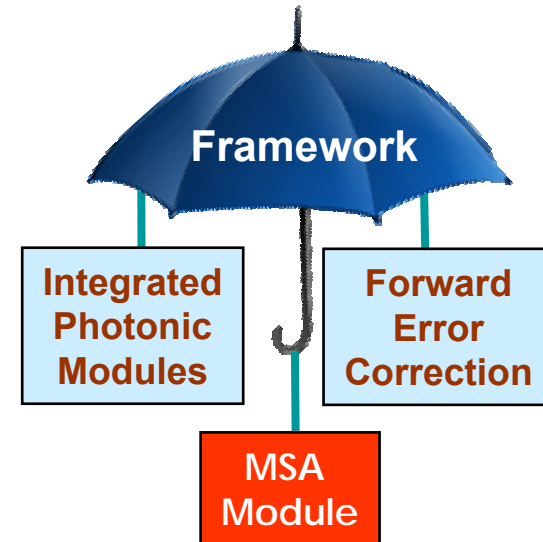 Framework
Integrated
Photonic
Modules
Forward
Error
Correction
MSA
Module